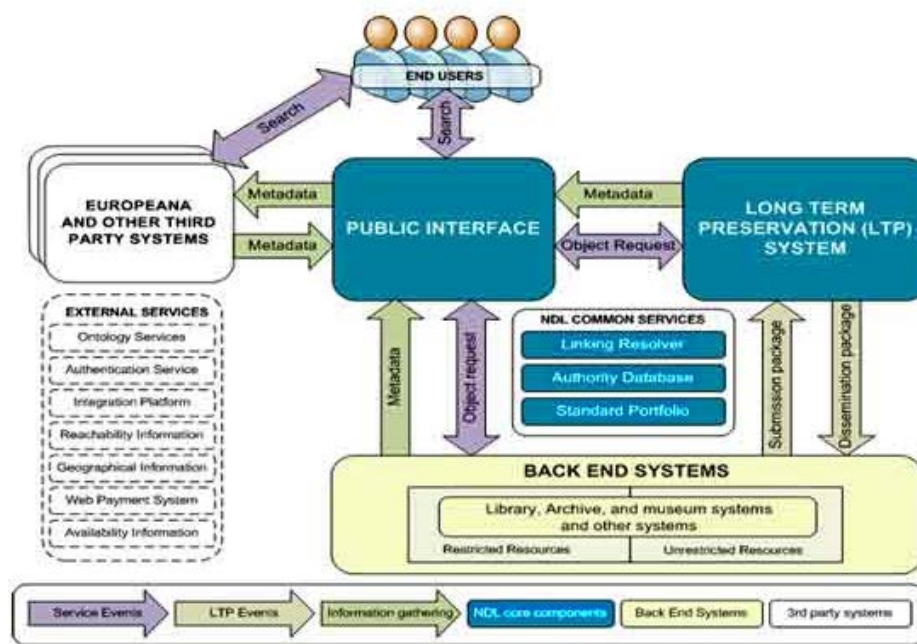 END USERS
Search
Search
EUROPEANA
AND OTHER THIRD
PARTY SYSTEMS
Metadata
Metadata
PUBLIC INTERFACE
Metadata
Object Request
LONG TERM
PRESERVATION (LTP)
SYSTEM
EXTERNAL SERVICES
Ontology Services
Authentication Service
Integration Platform
Reachability Information
Geographical Information
Web Payment System
Availability Information
Metadata
Object request
NDL COMMON SERVICES
Linking Resolver
Authority Database
Standard Portfolio
Submission package
Dissemination package
BACK END SYSTEMS
Library, Archive, and museum systems
and other systems
Restricted Resources
Unrestricted Resources
Service Events
LTP Events
Information gathering
NDL core components
Back End Systems
3rd party systems